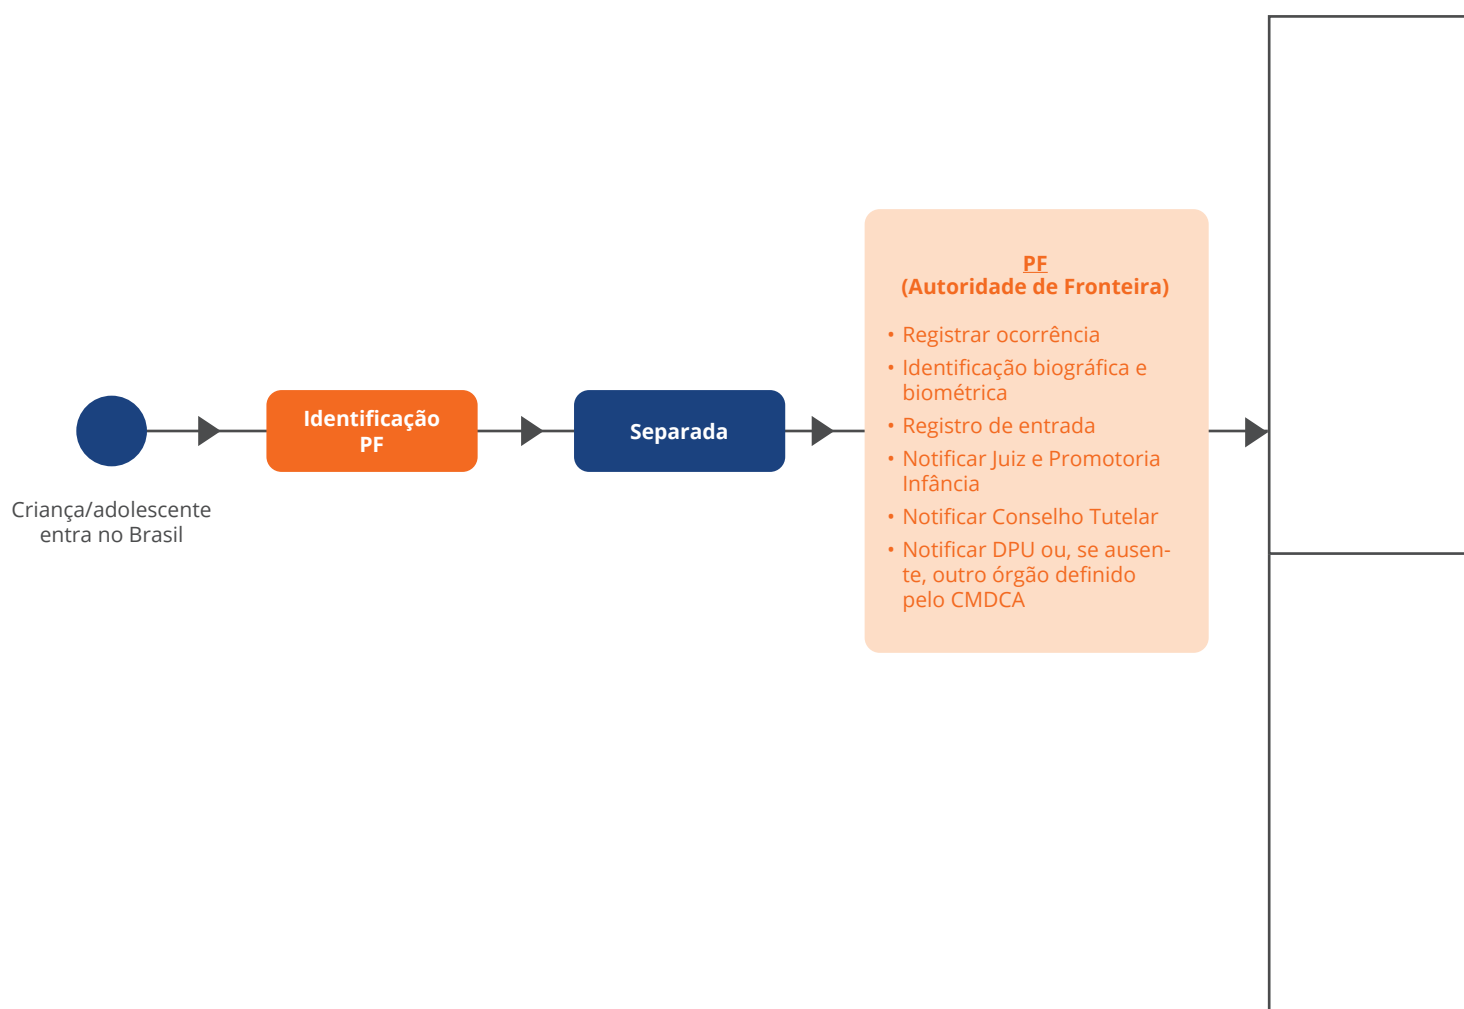 Criança/adolescente
entra no Brasil
Identificação
PF
Separada
PF
(Autoridade de Fronteira)
• Registrar ocorrência
• Identificação biográfica e
biométrica
• Registro de entrada
• Notificar Juiz e Promotoria
Infância
• Notificar Conselho Tutelar
• Notificar DPU ou, se ausen-
te, outro órgão definido
pelo CMDCA